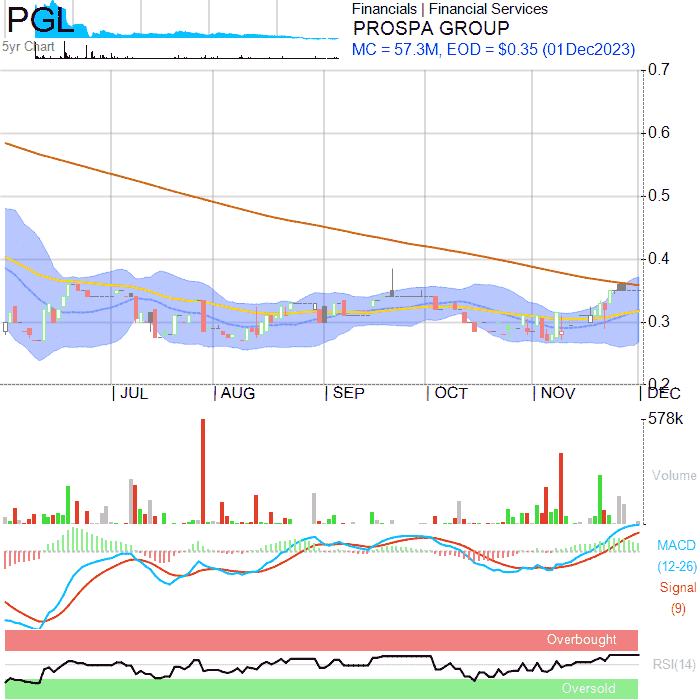 PGL
Financials | Financial Services
PROSPA GROUP
5yr Chart
MC = 57.3M, EOD = $0.35 (01Dec2023)
0.7
0.6
0.5
0.4
0.3
0.2
JUL
AUG
SEP
OCT
NOV
DEC
578k
Volume
MACD
(12-26)
Signal
(9)
Overbought
RSI(14)
Oversold